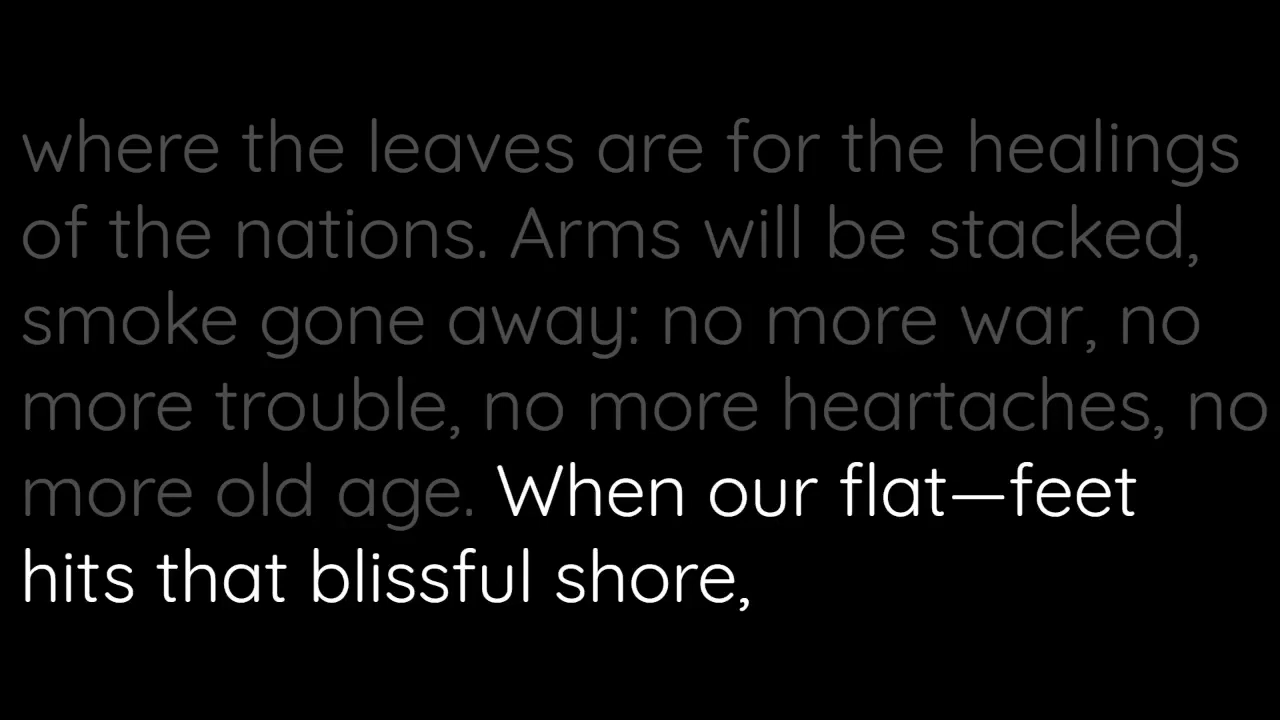 where the leaves are for the healings
of the nations. Arms will be stacked,
smoke gone away: no more war, no
more trouble, no more heartaches, no
more old age. When our flat—feet
hits that blissful shore,